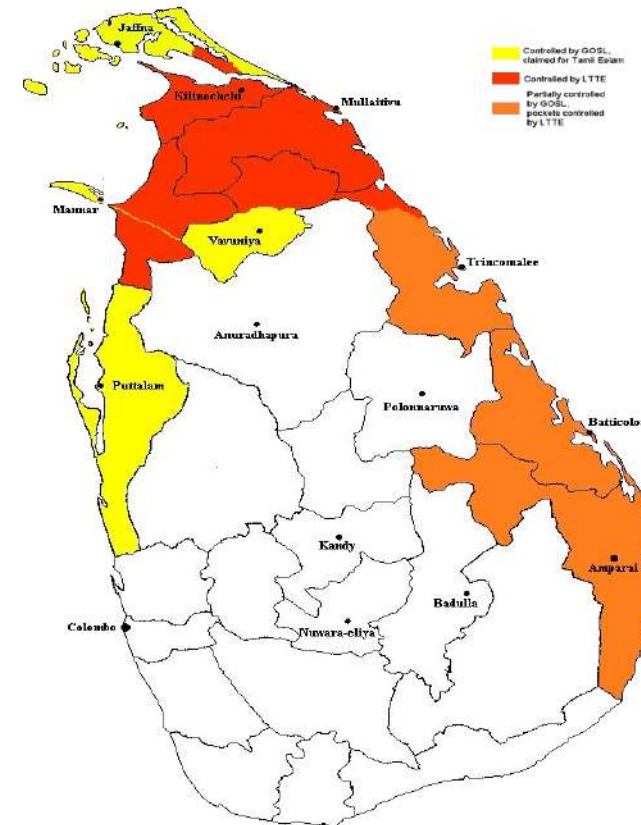 Jaffna
Controlled by GOSL,
claimed for Tamil Eelam
Controlled by LTTE
Partially controlled
by GOSL,
pockets controlled
by LTTE
Kilinochchi
Mullaitivu
Mannar
Vavuniya
Trincomalee
Anuradhapura
Puttalam
Polonnaruwa
Batticoloa
Kandy
Amparai
Badulla
Colombo
Nuwara-eliya